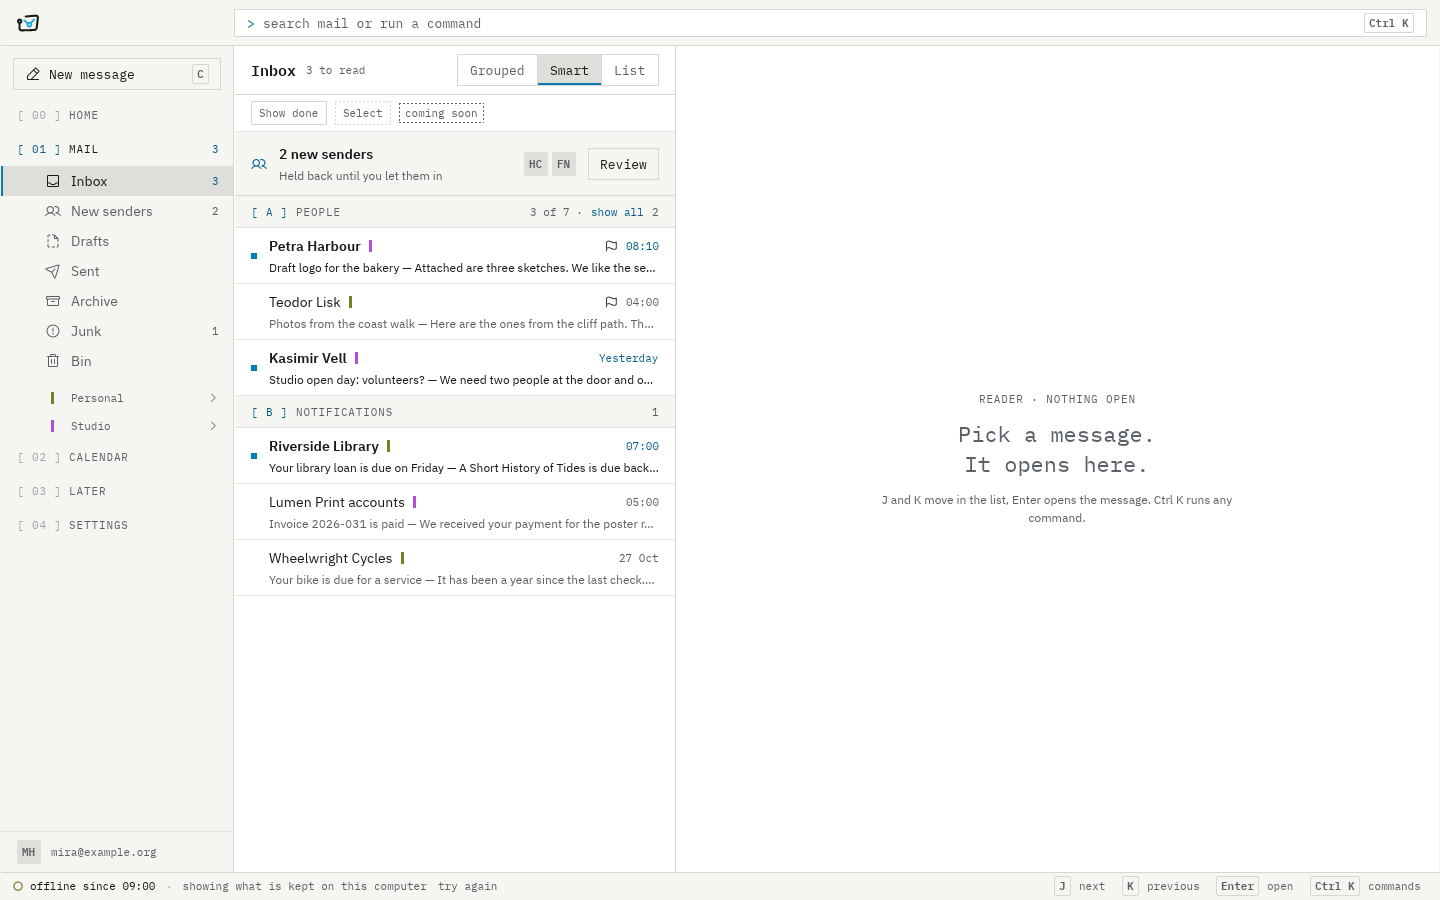 > search mail or run a command Ctrl K
New message C
[ 00 ] HOME
[ 01 ] MAIL 3
Inbox 3
New senders 2
Drafts
Sent
Archive
Junk 1
Bin
Personal
Studio
[ 02 ] CALENDAR
[ 03 ] LATER
[ 04 ] SETTINGS
MH mira@example.org
Inbox 3 to read Grouped Smart List
Show done Select coming soon
2 new senders
Held back until you let them in
HC FN Review
[ A ] PEOPLE 3 of 7 · show all 2
Petra Harbour 08:10
Draft logo for the bakery — Attached are three sketches. We like the se…
Teodor Lisk 04:00
Photos from the coast walk — Here are the ones from the cliff path. Th…
Kasimir Vell Yesterday
Studio open day: volunteers? — We need two people at the door and o…
[ B ] NOTIFICATIONS 1
Riverside Library 07:00
Your library loan is due on Friday — A Short History of Tides is due back…
Lumen Print accounts 05:00
Invoice 2026-031 is paid — We received your payment for the poster r…
Wheelwright Cycles 27 Oct
Your bike is due for a service — It has been a year since the last check.…
READER · NOTHING OPEN
Pick a message.
It opens here.
J and K move in the list, Enter opens the message. Ctrl K runs any
command.
offline since 09:00 · showing what is kept on this computer try again
J next K previous Enter open Ctrl K commands